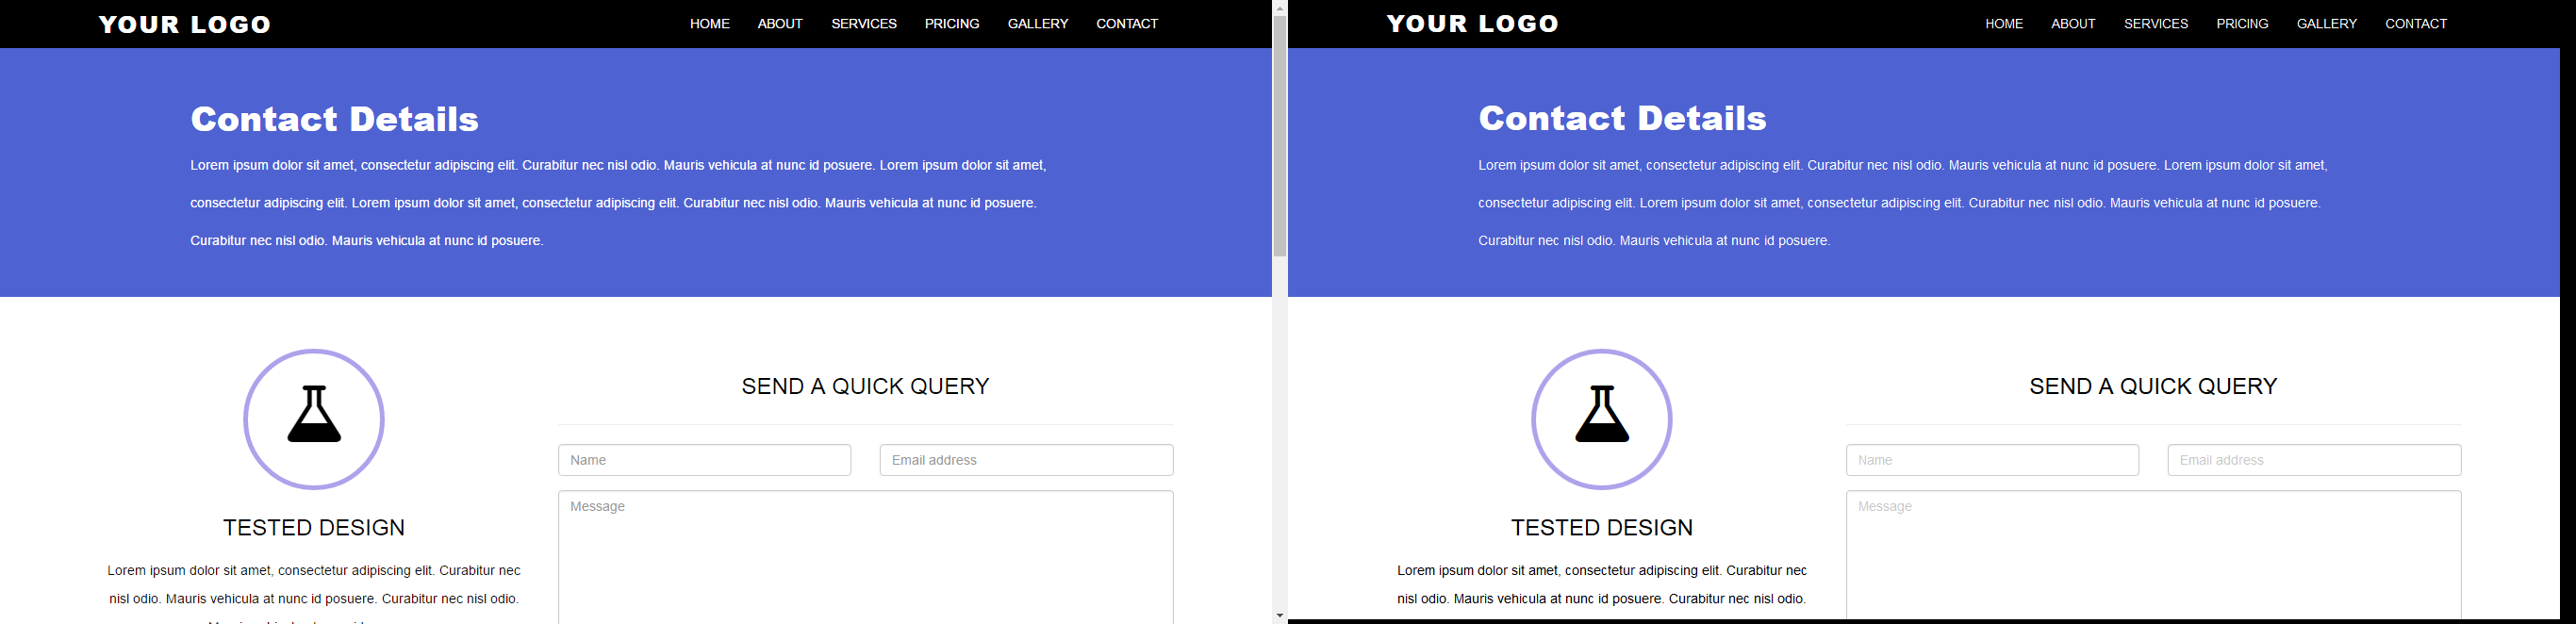 YOUR LOGO
HOME ABOUT SERVICES PRICING GALLERY CONTACT
Contact Details
Lorem ipsum dolor sit amet, consectetur adipiscing elit. Curabitur nec nisl odio. Mauris vehicula at nunc id posuere. Lorem ipsum dolor sit amet,
consectetur adipiscing elit. Lorem ipsum dolor sit amet, consectetur adipiscing elit. Curabitur nec nisl odio. Mauris vehicula at nunc id posuere.
Curabitur nec nisl odio. Mauris vehicula at nunc id posuere.
TESTED DESIGN
Lorem ipsum dolor sit amet, consectetur adipiscing elit. Curabitur nec
nisl odio. Mauris vehicula at nunc id posuere. Curabitur nec nisl odio.
SEND A QUICK QUERY
Name
Email address
Message
YOUR LOGO
HOME ABOUT SERVICES PRICING GALLERY CONTACT
Contact Details
Lorem ipsum dolor sit amet, consectetur adipiscing elit. Curabitur nec nisl odio. Mauris vehicula at nunc id posuere. Lorem ipsum dolor sit amet,
consectetur adipiscing elit. Lorem ipsum dolor sit amet, consectetur adipiscing elit. Curabitur nec nisl odio. Mauris vehicula at nunc id posuere.
Curabitur nec nisl odio. Mauris vehicula at nunc id posuere.
TESTED DESIGN
Lorem ipsum dolor sit amet, consectetur adipiscing elit. Curabitur nec
nisl odio. Mauris vehicula at nunc id posuere. Curabitur nec nisl odio.
SEND A QUICK QUERY
Name
Email address
Message